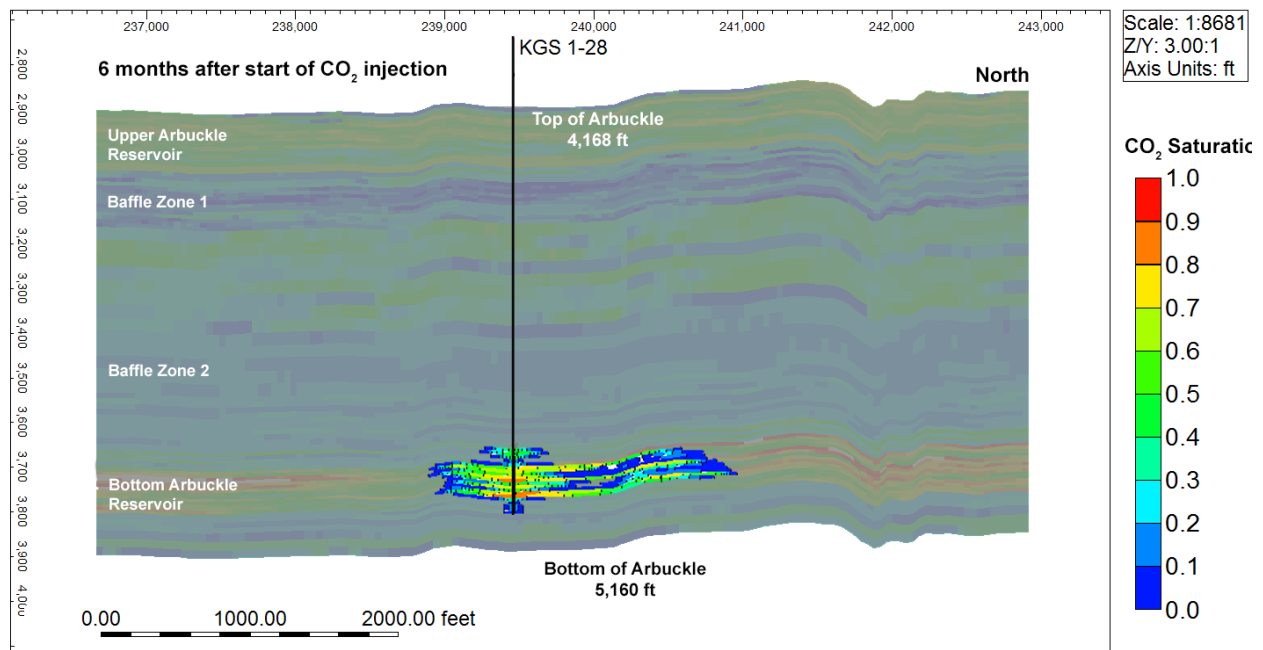 237,000 238,000 239,000 240,000 241,000 242,000 243,000
KGS 1-28
6 months after start of CO₂ injection
North
Scale: 1:8681
Z/Y: 3.00:1
Axis Units: ft
2,800
2,900
3,000
3,100
3,200
3,300
3,400
3,500
3,600
3,700
3,800
3,900
4,0
Top of Arbuckle
4,168 ft
Upper Arbuckle
Reservoir
Baffle Zone 1
Baffle Zone 2
Bottom Arbuckle
Reservoir
Bottom of Arbuckle
5,160 ft
0.00 1000.00 2000.00 feet
CO₂ Saturatic
1.0
0.9
0.8
0.7
0.6
0.5
0.4
0.3
0.2
0.1
0.0